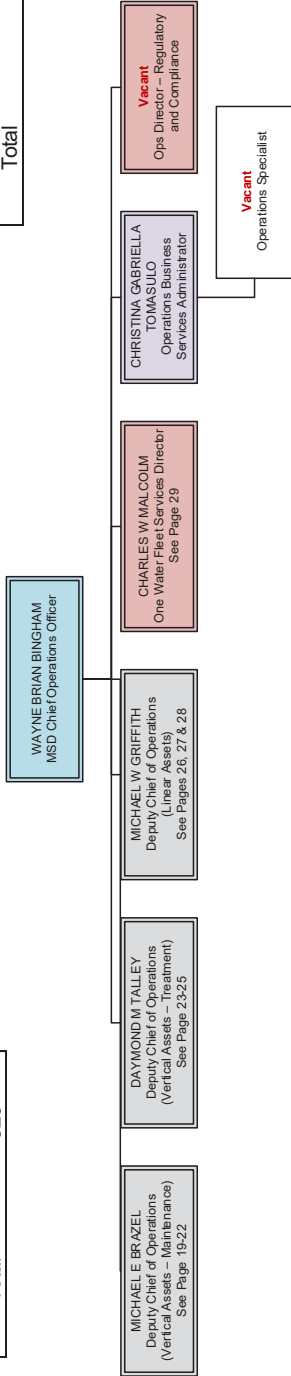 Total
WAYNE BRIAN BINGHAM
MSD Chief Operations Officer
MICHAEL E BRAZEL
Deputy Chief of Operations
(Vertical Assets – Maintenance)
See Page 19-22
DAYMOND M TALLEY
Deputy Chief of Operations
(Vertical Assets – Treatment)
See Page 23-25
MICHAEL W GRIFFITH
Deputy Chief of Operations
(Linear Assets)
See Pages 26, 27 & 28
CHARLES W MALCOLM
One Water Fleet Services Director
See Page 29
CHRISTINA GABRIELLA
TOMASULO
Operations Business
Services Administrator
Vacant
Ops Director – Regulatory
and Compliance
Vacant
Operations Specialist